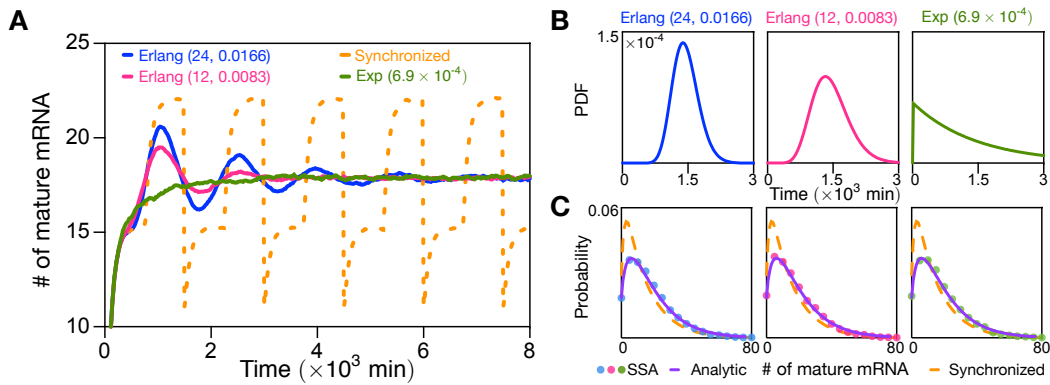 A
25
20
15
10
# of mature mRNA
Erlang (24, 0.0166)
Erlang (12, 0.0083)
Synchronized
Exp (6.9 × 10⁻⁴)
0 2 4 6 8
Time (×10³ min)
B
Erlang (24, 0.0166) Erlang (12, 0.0083) Exp (6.9 × 10⁻⁴)
1.5
×10⁻⁴
PDF
0 1.5 3 0 1.5 3 0 1.5 3
Time (×10³ min)
C
0.06
Probability
0 80 0 80 0 80
SSA Analytic # of mature mRNA Synchronized